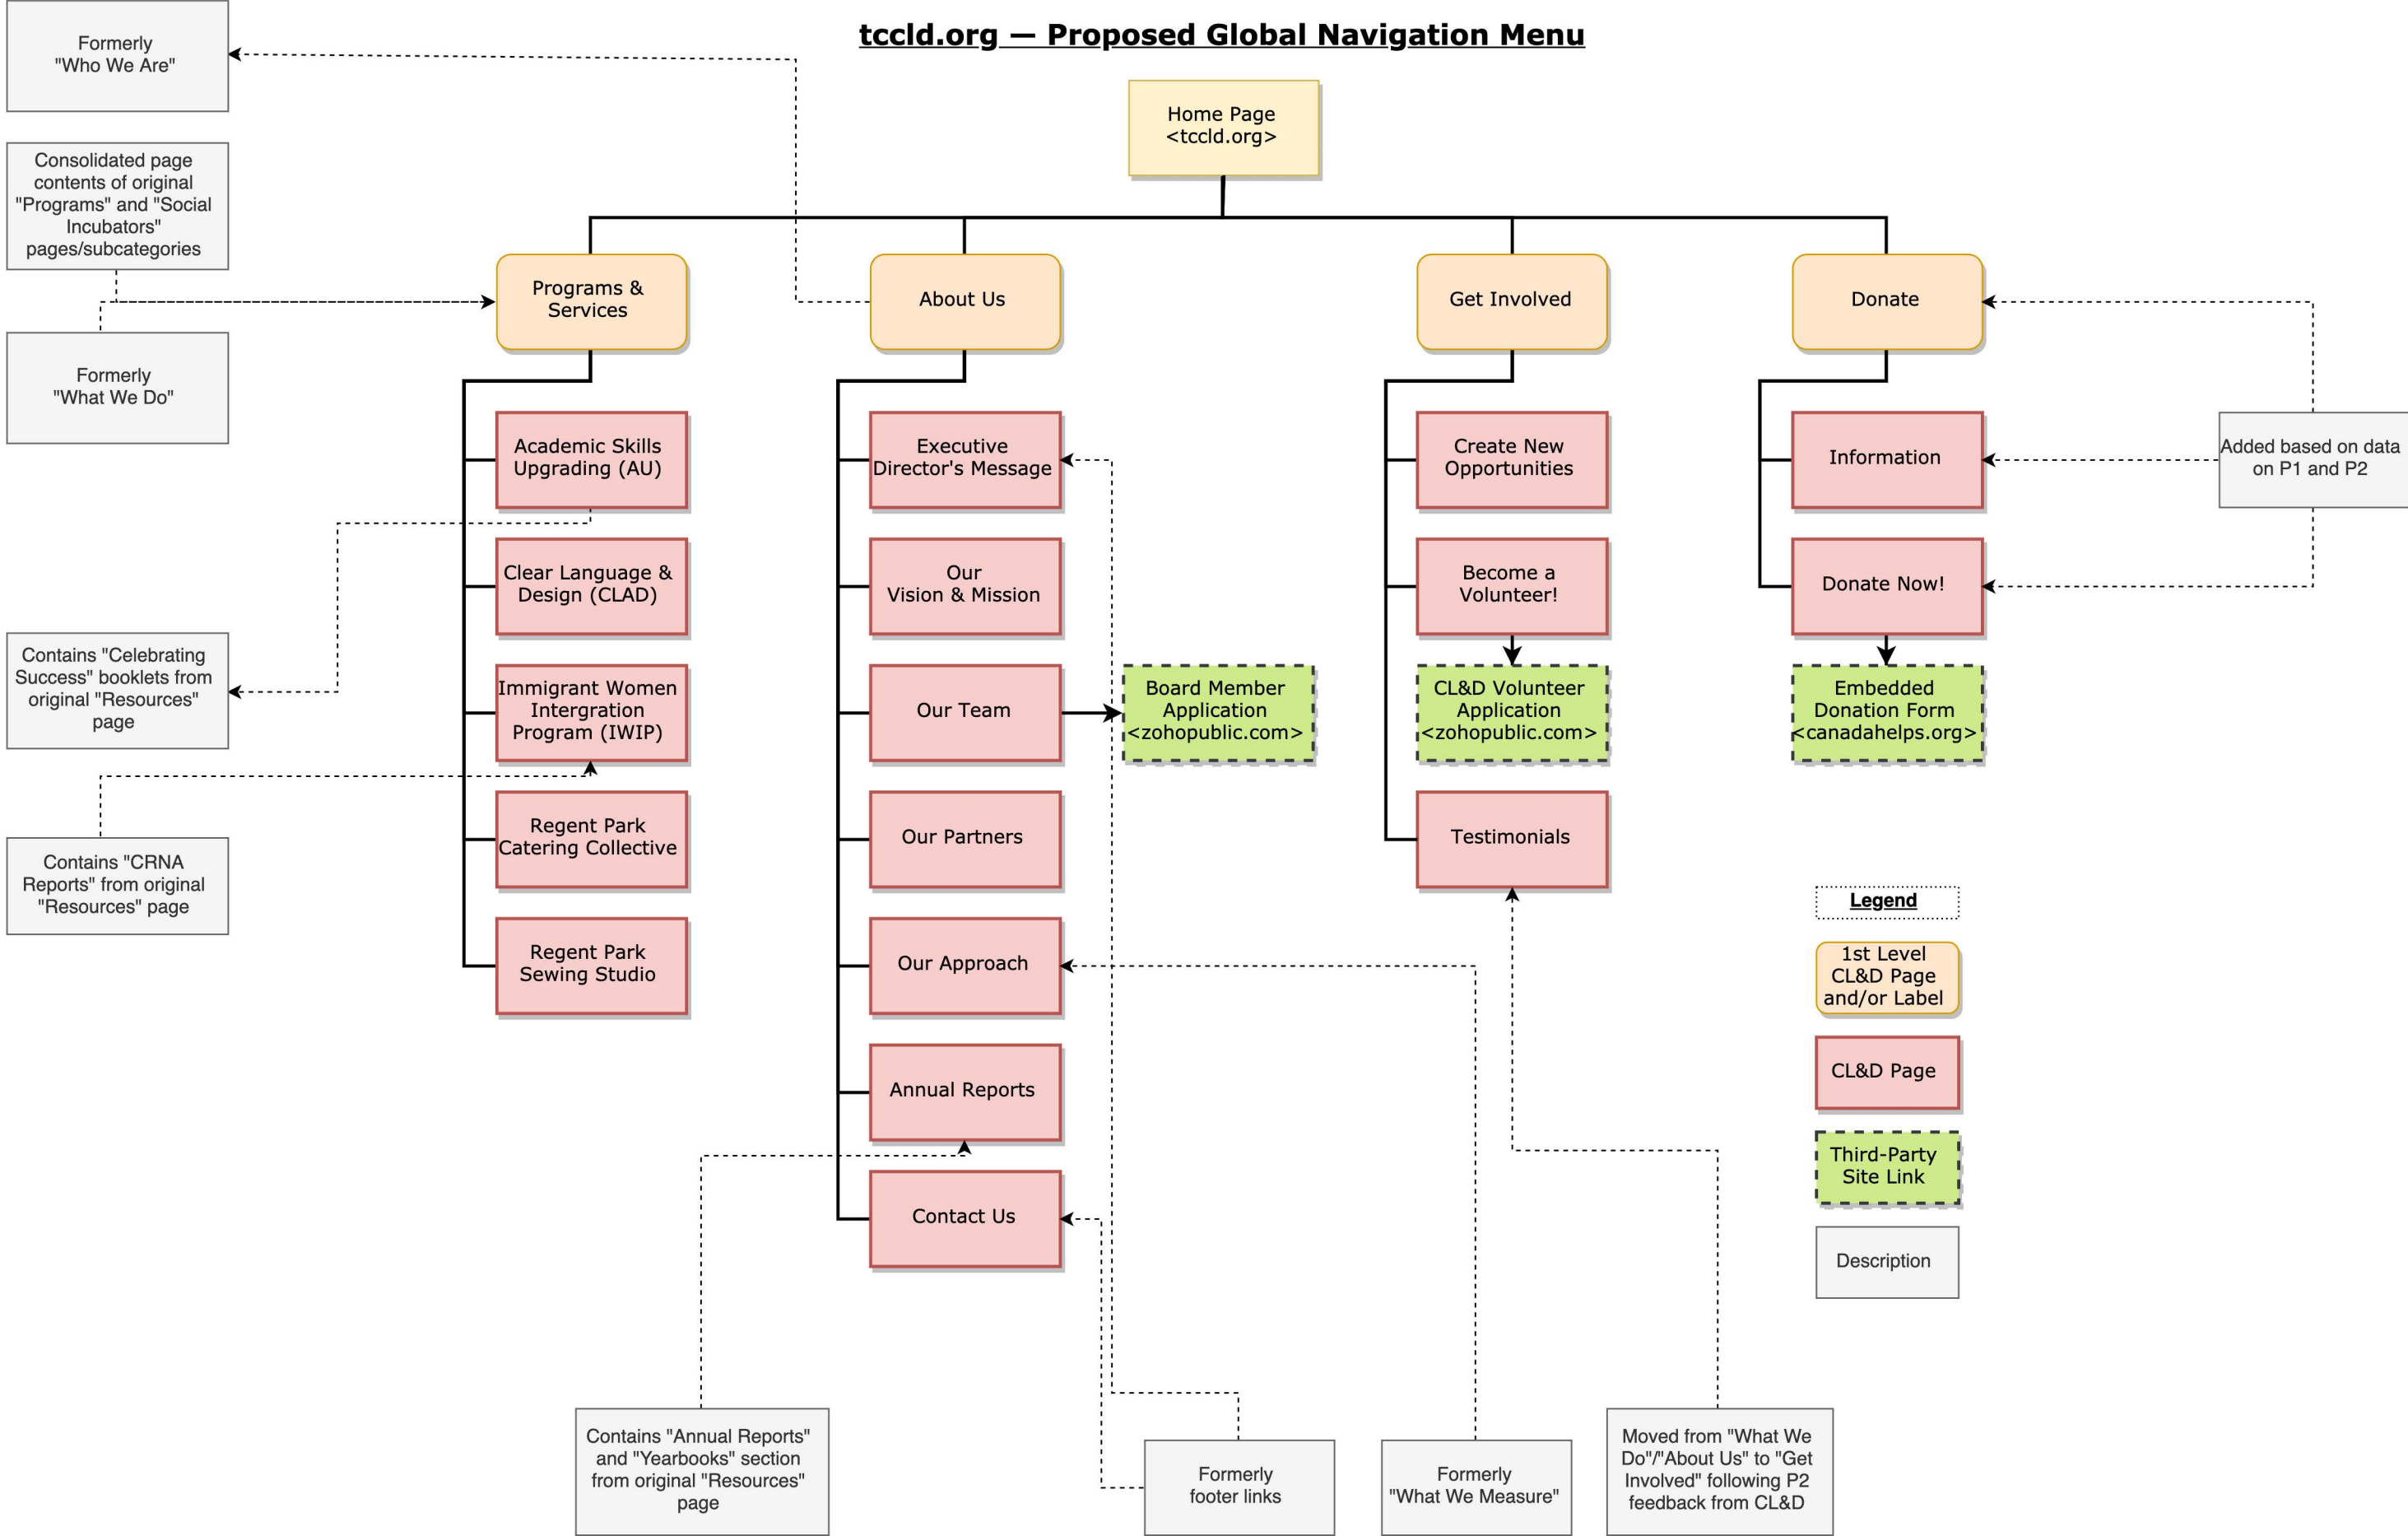 tccld.org — Proposed Global Navigation Menu
Formerly
"Who We Are"
Home Page
<tccld.org>
Consolidated page
contents of original
"Programs" and "Social
Incubators"
pages/subcategories
Programs &
Services
About Us
Get Involved
Donate
Formerly
"What We Do"
Academic Skills
Upgrading (AU)
Executive
Director's Message
Create New
Opportunities
Information
Added based on data
on P1 and P2
Clear Language &
Design (CLAD)
Our
Vision & Mission
Become a
Volunteer!
Donate Now!
Contains "Celebrating
Success" booklets from
original "Resources"
page
Immigrant Women
Intergration
Program (IWIP)
Our Team
Board Member
Application
<zohopublic.com>
CL&D Volunteer
Application
<zohopublic.com>
Embedded
Donation Form
<canadahelps.org>
Contains "CRNA
Reports" from original
"Resources" page
Regent Park
Catering Collective
Our Partners
Testimonials
Regent Park
Sewing Studio
Our Approach
Annual Reports
Contact Us
Legend
1st Level
CL&D Page
and/or Label
CL&D Page
Third-Party
Site Link
Description
Contains "Annual Reports"
and "Yearbooks" section
from original "Resources"
page
Formerly
footer links
Formerly
"What We Measure"
Moved from "What We
Do"/"About Us" to "Get
Involved" following P2
feedback from CL&D